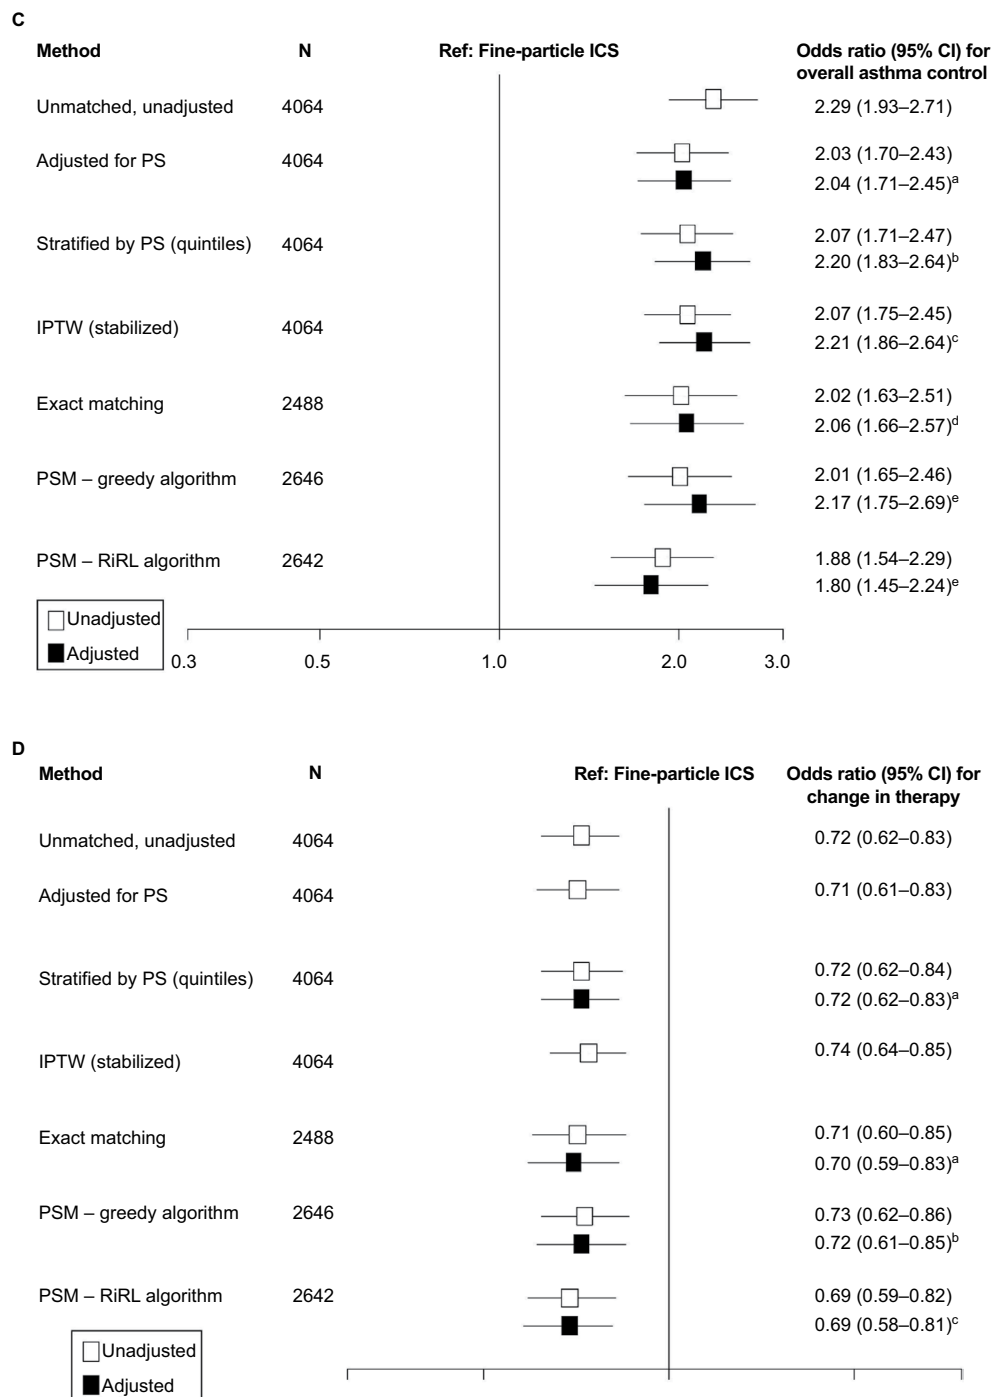 C
Method N Ref: Fine-particle ICS Odds ratio (95% CI) for
overall asthma control
Unmatched, unadjusted 4064 2.29 (1.93–2.71)
Adjusted for PS 4064 2.03 (1.70–2.43)
2.04 (1.71–2.45)a
Stratified by PS (quintiles) 4064 2.07 (1.71–2.47)
2.20 (1.83–2.64)b
IPTW (stabilized) 4064 2.07 (1.75–2.45)
2.21 (1.86–2.64)c
Exact matching 2488 2.02 (1.63–2.51)
2.06 (1.66–2.57)d
PSM – greedy algorithm 2646 2.01 (1.65–2.46)
2.17 (1.75–2.69)e
PSM – RiRL algorithm 2642 1.88 (1.54–2.29)
1.80 (1.45–2.24)e
Unadjusted
Adjusted
0.3 0.5 1.0 2.0 3.0
D
Method N Ref: Fine-particle ICS Odds ratio (95% CI) for
change in therapy
Unmatched, unadjusted 4064 0.72 (0.62–0.83)
Adjusted for PS 4064 0.71 (0.61–0.83)
Stratified by PS (quintiles) 4064 0.72 (0.62–0.84)
0.72 (0.62–0.83)a
IPTW (stabilized) 4064 0.74 (0.64–0.85)
Exact matching 2488 0.71 (0.60–0.85)
0.70 (0.59–0.83)a
PSM – greedy algorithm 2646 0.73 (0.62–0.86)
0.72 (0.61–0.85)b
PSM – RiRL algorithm 2642 0.69 (0.59–0.82)
0.69 (0.58–0.81)c
Unadjusted
Adjusted